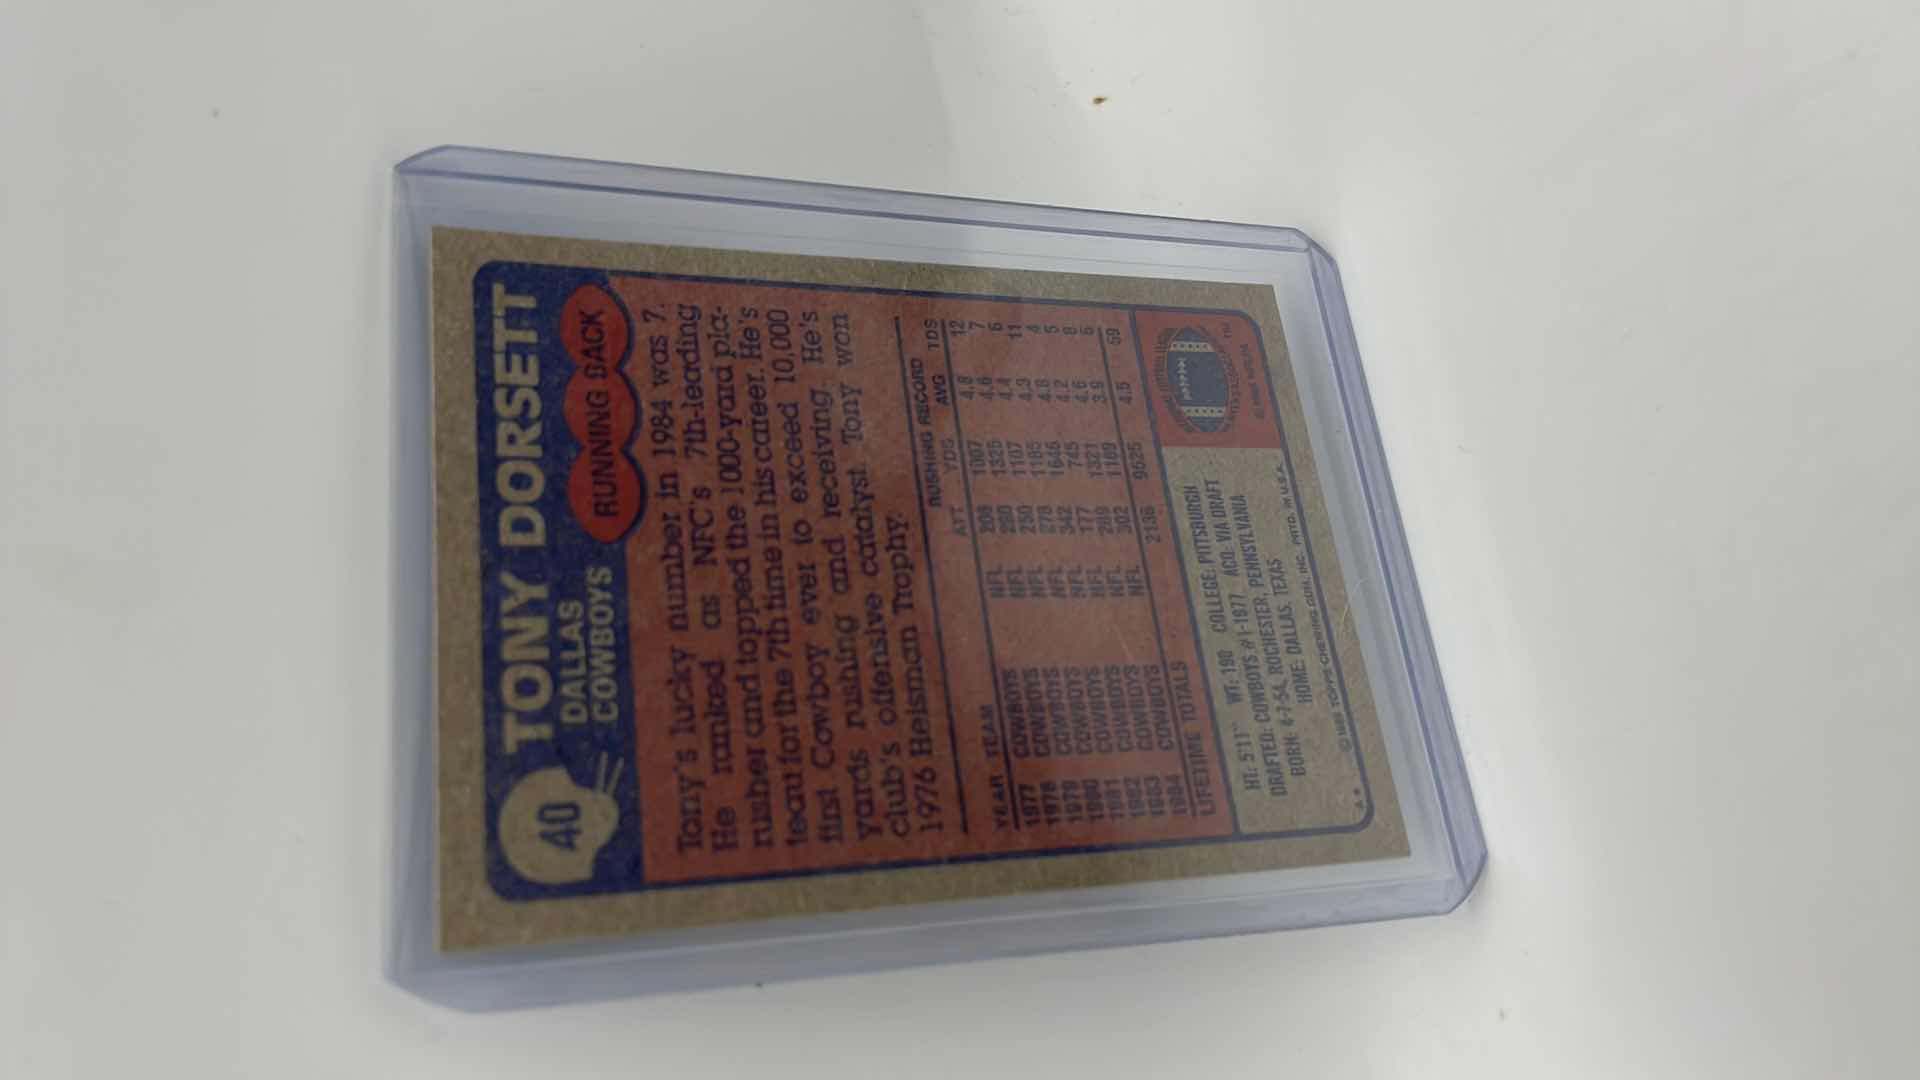 40
TONY DORSETT
DALLAS
COWBOYS
RUNNING BACK
Tony's lucky number in 1984 was 7.
He ranked as NFC's 7th-leading
rusher and topped the 1000-yard pla-
teau for the 7th time in his career. He's
first Cowboy ever to exceed 10,000
yards rushing and receiving. He's
club's offensive catalyst. Tony won
1976 Heisman Trophy.
RUSHING RECORD
YEAR TEAM ATT YDS AVG TDS
1977 COWBOYS NFL 208 1007 4.8 12
1978 COWBOYS NFL 290 1325 4.6 7
1979 COWBOYS NFL 250 1107 4.4 6
1980 COWBOYS NFL 278 1185 4.3 11
1981 COWBOYS NFL 342 1646 4.8 4
1982 COWBOYS NFL 177 745 4.2 5
1983 COWBOYS NFL 289 1321 4.6 8
1984 COWBOYS NFL 302 1189 3.9 6
LIFETIME TOTALS 2136 9525 4.5 59
HT: 5'11" WT: 190 COLLEGE: PITTSBURGH
DRAFTED: COWBOYS #1-1977 ACQ: VIA DRAFT
BORN: 4-7-54, ROCHESTER, PENNSYLVANIA
HOME: DALLAS, TEXAS
A* © 1985 TOPPS CHEWING GUM, INC. PRTD. IN U.S.A.
TM